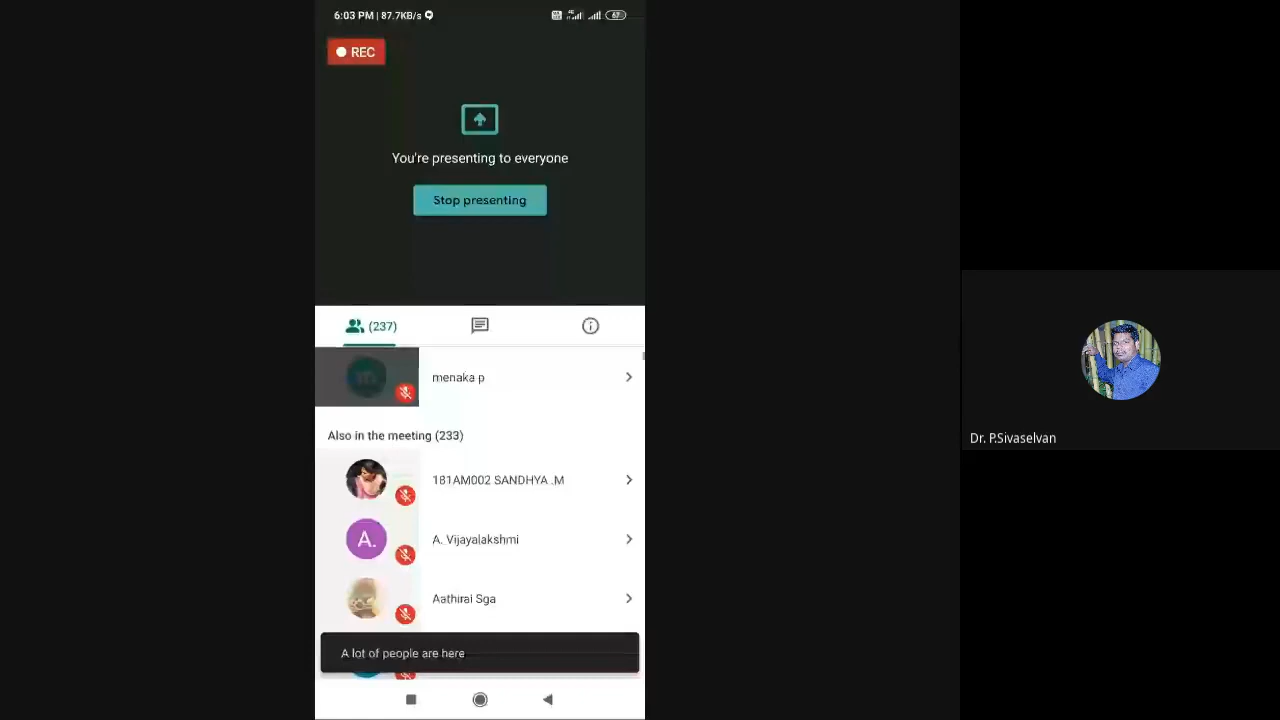 6:03 PM | 87.7KB/s
67
REC
You're presenting to everyone
Stop presenting
(237)
menaka p
Also in the meeting (233)
181AM002 SANDHYA .M
A.
A. Vijayalakshmi
Aathirai Sga
A lot of people are here
Dr. P.Sivaselvan